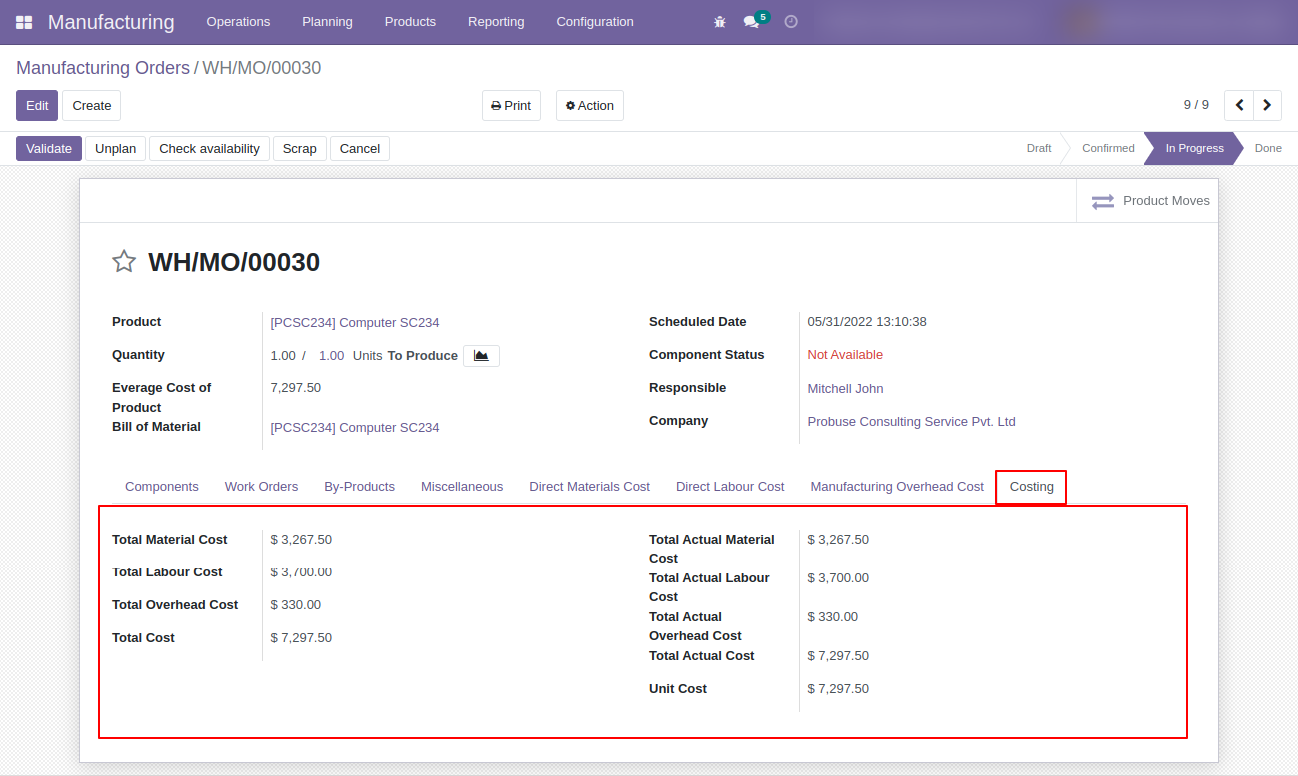 Manufacturing Operations Planning Products Reporting Configuration 5
Manufacturing Orders / WH/MO/00030
Edit Create Print Action 9 / 9
Validate Unplan Check availability Scrap Cancel Draft Confirmed In Progress Done
Product Moves
WH/MO/00030
Product [PCSC234] Computer SC234 Scheduled Date 05/31/2022 13:10:38
Quantity 1.00 / 1.00 Units To Produce Component Status Not Available
Everage Cost of 7,297.50 Responsible Mitchell John
Product
Bill of Material [PCSC234] Computer SC234 Company Probuse Consulting Service Pvt. Ltd
Components Work Orders By-Products Miscellaneous Direct Materials Cost Direct Labour Cost Manufacturing Overhead Cost Costing
Total Material Cost $ 3,267.50 Total Actual Material $ 3,267.50
Cost
Total Labour Cost $ 3,700.00 Total Actual Labour $ 3,700.00
Cost
Total Overhead Cost $ 330.00 Total Actual $ 330.00
Overhead Cost
Total Cost $ 7,297.50 Total Actual Cost $ 7,297.50
Unit Cost $ 7,297.50